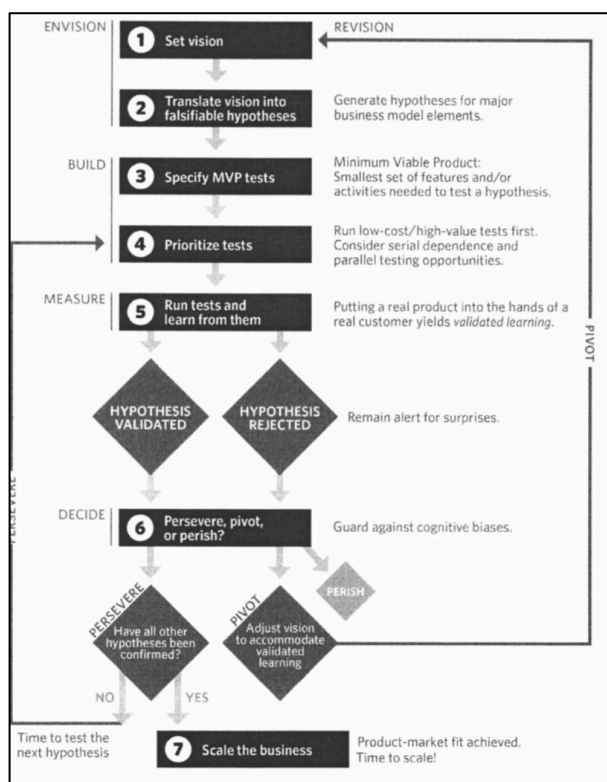 ENVISION
REVISION
1 Set vision
2 Translate vision into
falsifiable hypotheses
Generate hypotheses for major
business model elements.
BUILD
3 Specify MVP tests
Minimum Viable Product:
Smallest set of features and/or
activities needed to test a hypothesis.
4 Prioritize tests
Run low-cost/high-value tests first.
Consider serial dependence and
parallel testing opportunities.
MEASURE
5 Run tests and
learn from them
Putting a real product into the hands of a
real customer yields validated learning.
PIVOT
HYPOTHESIS
VALIDATED
HYPOTHESIS
REJECTED
Remain alert for surprises.
PERSEVERE
DECIDE
6 Persevere, pivot,
or perish?
Guard against cognitive biases.
PERISH
PERSEVERE
Have all other
hypotheses been
confirmed?
PIVOT
Adjust vision
to accommodate
validated
learning
NO
YES
Time to test the
next hypothesis
7 Scale the business
Product-market fit achieved.
Time to scale!